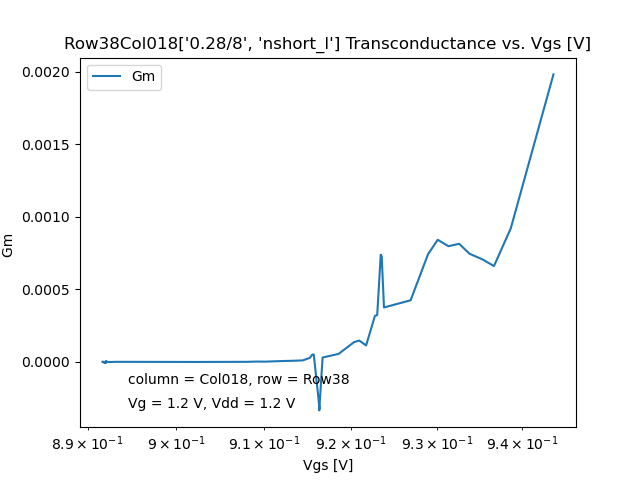 Row38Col018['0.28/8', 'nshort_l'] Transconductance vs. Vgs [V]
Gm
0.0020
0.0015
0.0010
0.0005
0.0000
Gm
column = Col018, row = Row38
Vg = 1.2 V, Vdd = 1.2 V
8.9 × 10⁻¹ 9 × 10⁻¹ 9.1 × 10⁻¹ 9.2 × 10⁻¹ 9.3 × 10⁻¹ 9.4 × 10⁻¹
Vgs [V]